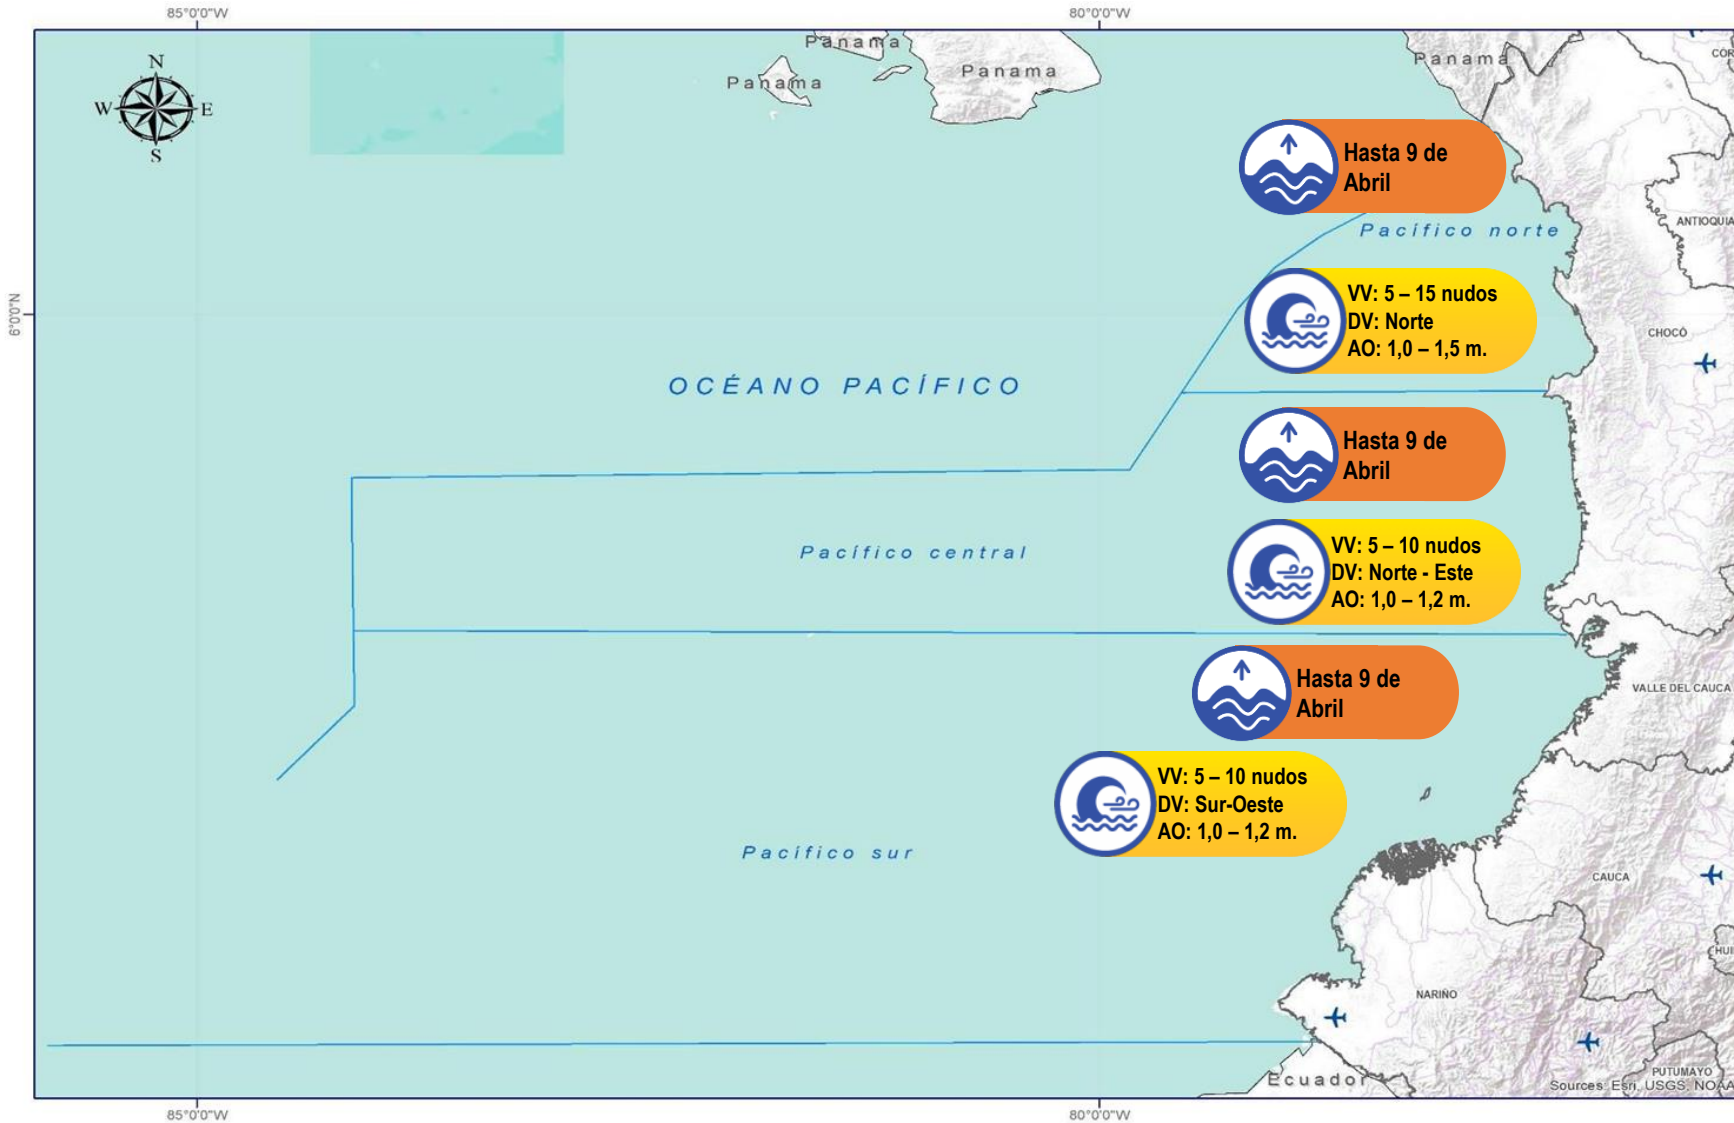 85°0'0"W
80°0'0"W
N
W
E
S
Panama
Panama
Panama
Panama
Hasta 9 de
Abril
ANTIOQUIA
Pacífico norte
6°0'0"N
VV: 5 – 15 nudos
DV: Norte
AO: 1,0 – 1,5 m.
CHOCÓ
OCÉANO PACÍFICO
Hasta 9 de
Abril
Pacífico central
VV: 5 – 10 nudos
DV: Norte - Este
AO: 1,0 – 1,2 m.
Hasta 9 de
Abril
VALLE DEL CAUCA
VV: 5 – 10 nudos
DV: Sur-Oeste
AO: 1,0 – 1,2 m.
Pacífico sur
CAUCA
NARIÑO
PUTUMAYO
Ecuador
Sources: Esri, USGS, NOAA
85°0'0"W
80°0'0"W